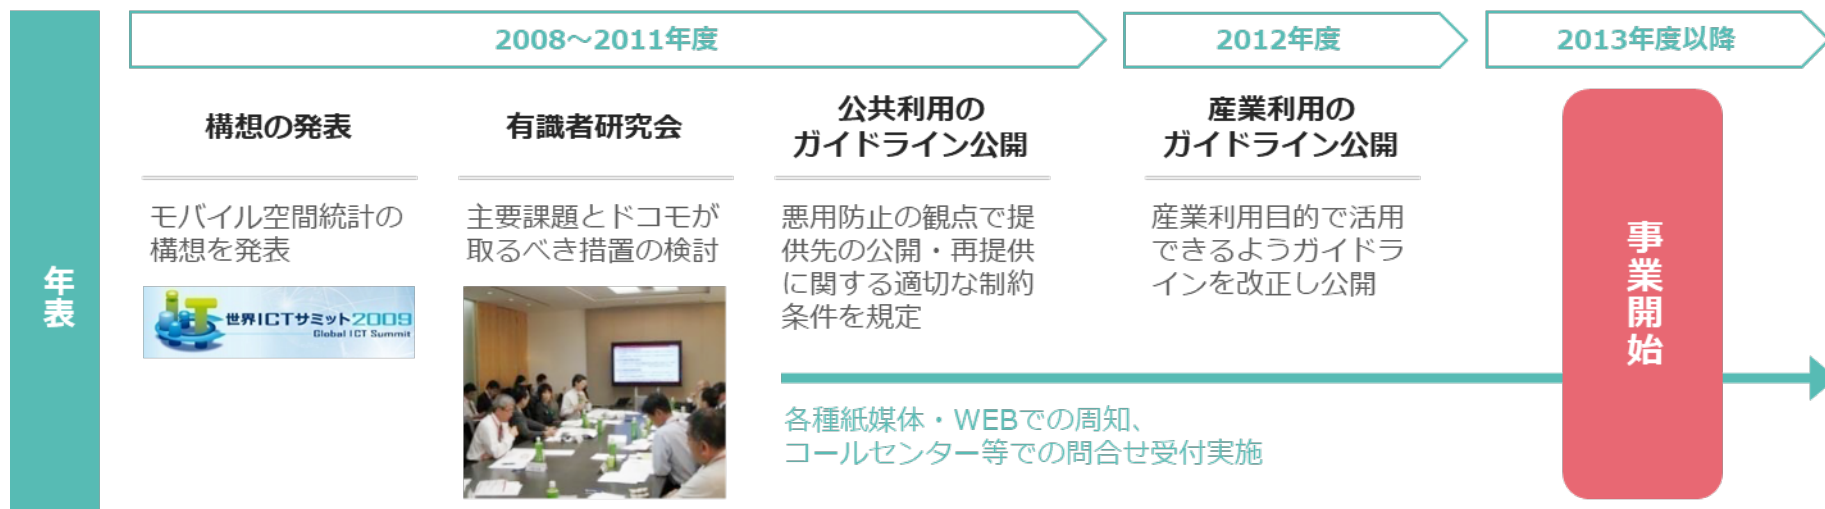 年表
2008～2011年度
2012年度
2013年度以降
構想の発表
モバイル空間統計の
構想を発表
世界ICTサミット2009
Global ICT Summit
有識者研究会
主要課題とドコモが
取るべき措置の検討
公共利用の
ガイドライン公開
悪用防止の観点で提
供先の公開・再提供
に関する適切な制約
条件を規定
産業利用の
ガイドライン公開
産業利用目的で活用
できるようガイドラ
インを改正し公開
各種紙媒体・WEBでの周知、
コールセンター等での問合せ受付実施
事業開始